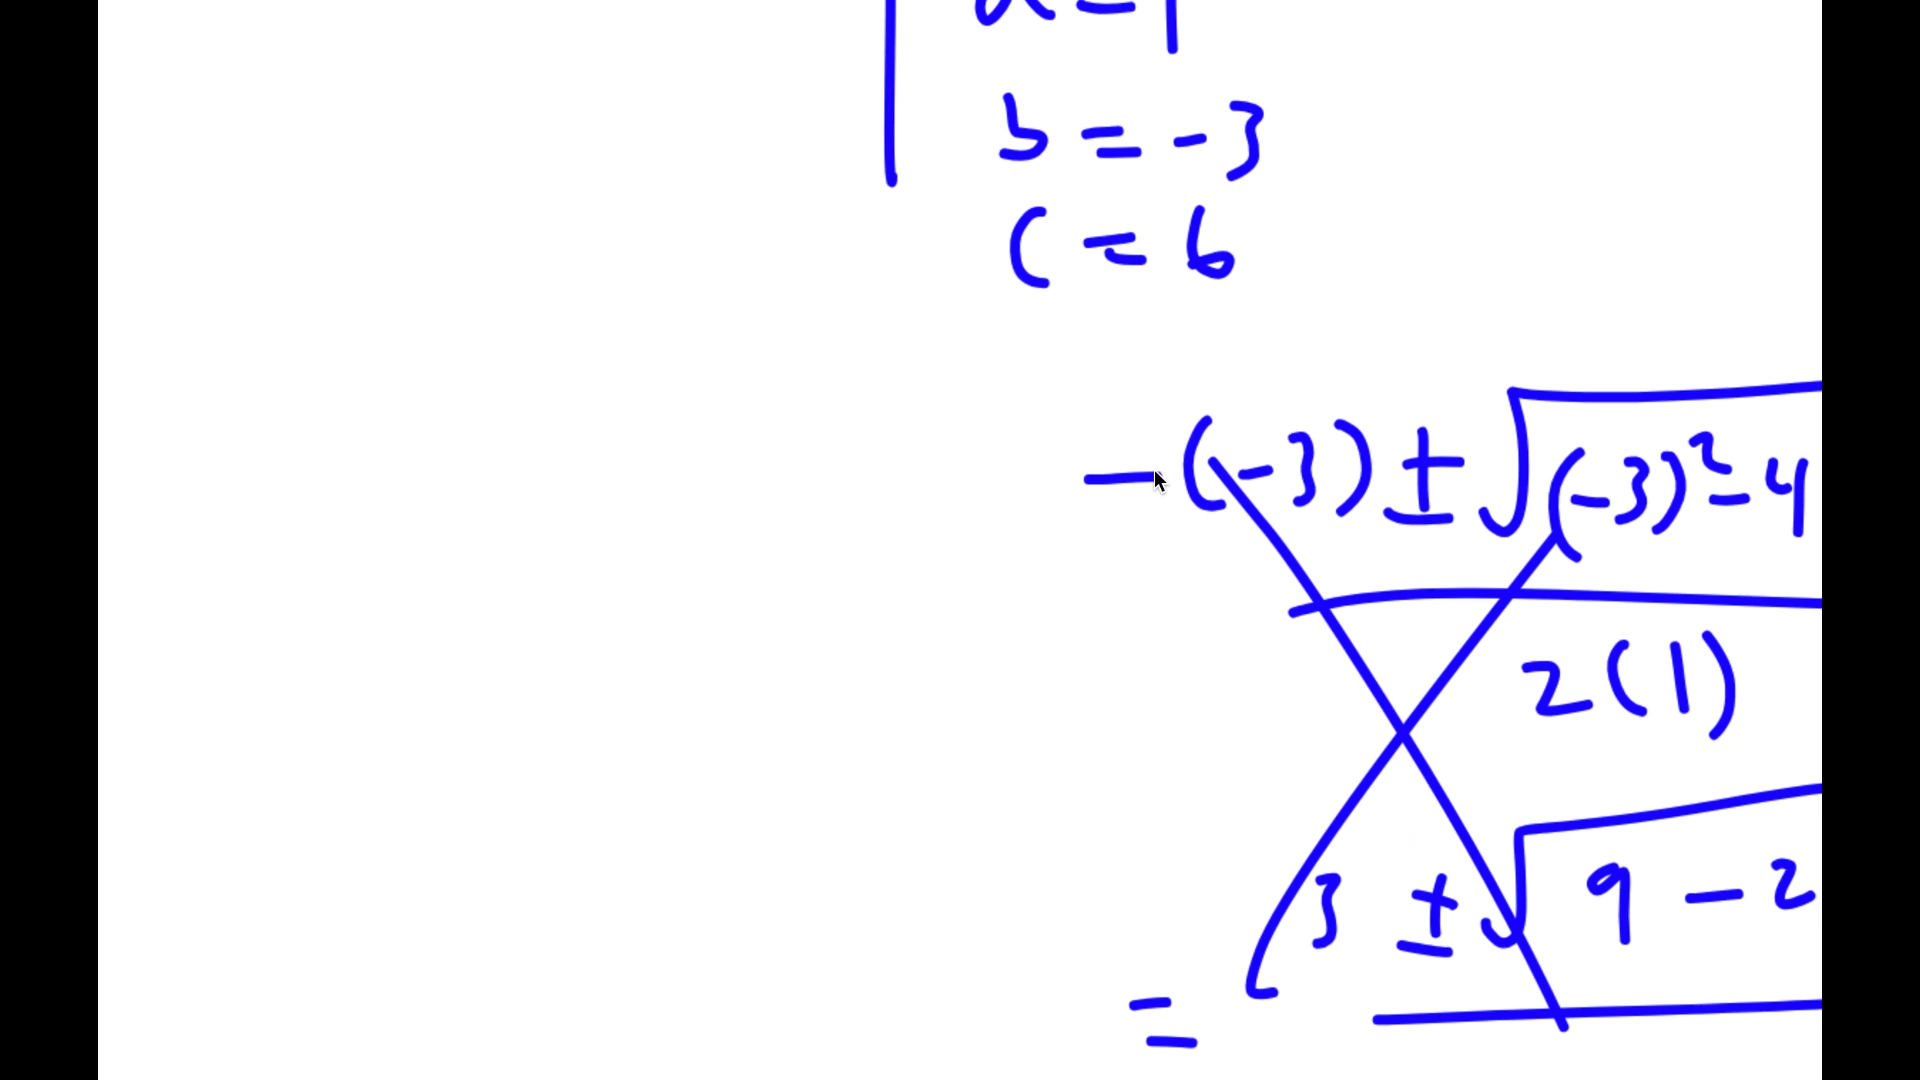 a = 1
b = -3
c = 6
-(-3) ± √(-3)² - 4
2(1)
3 ± √9 - 2
=